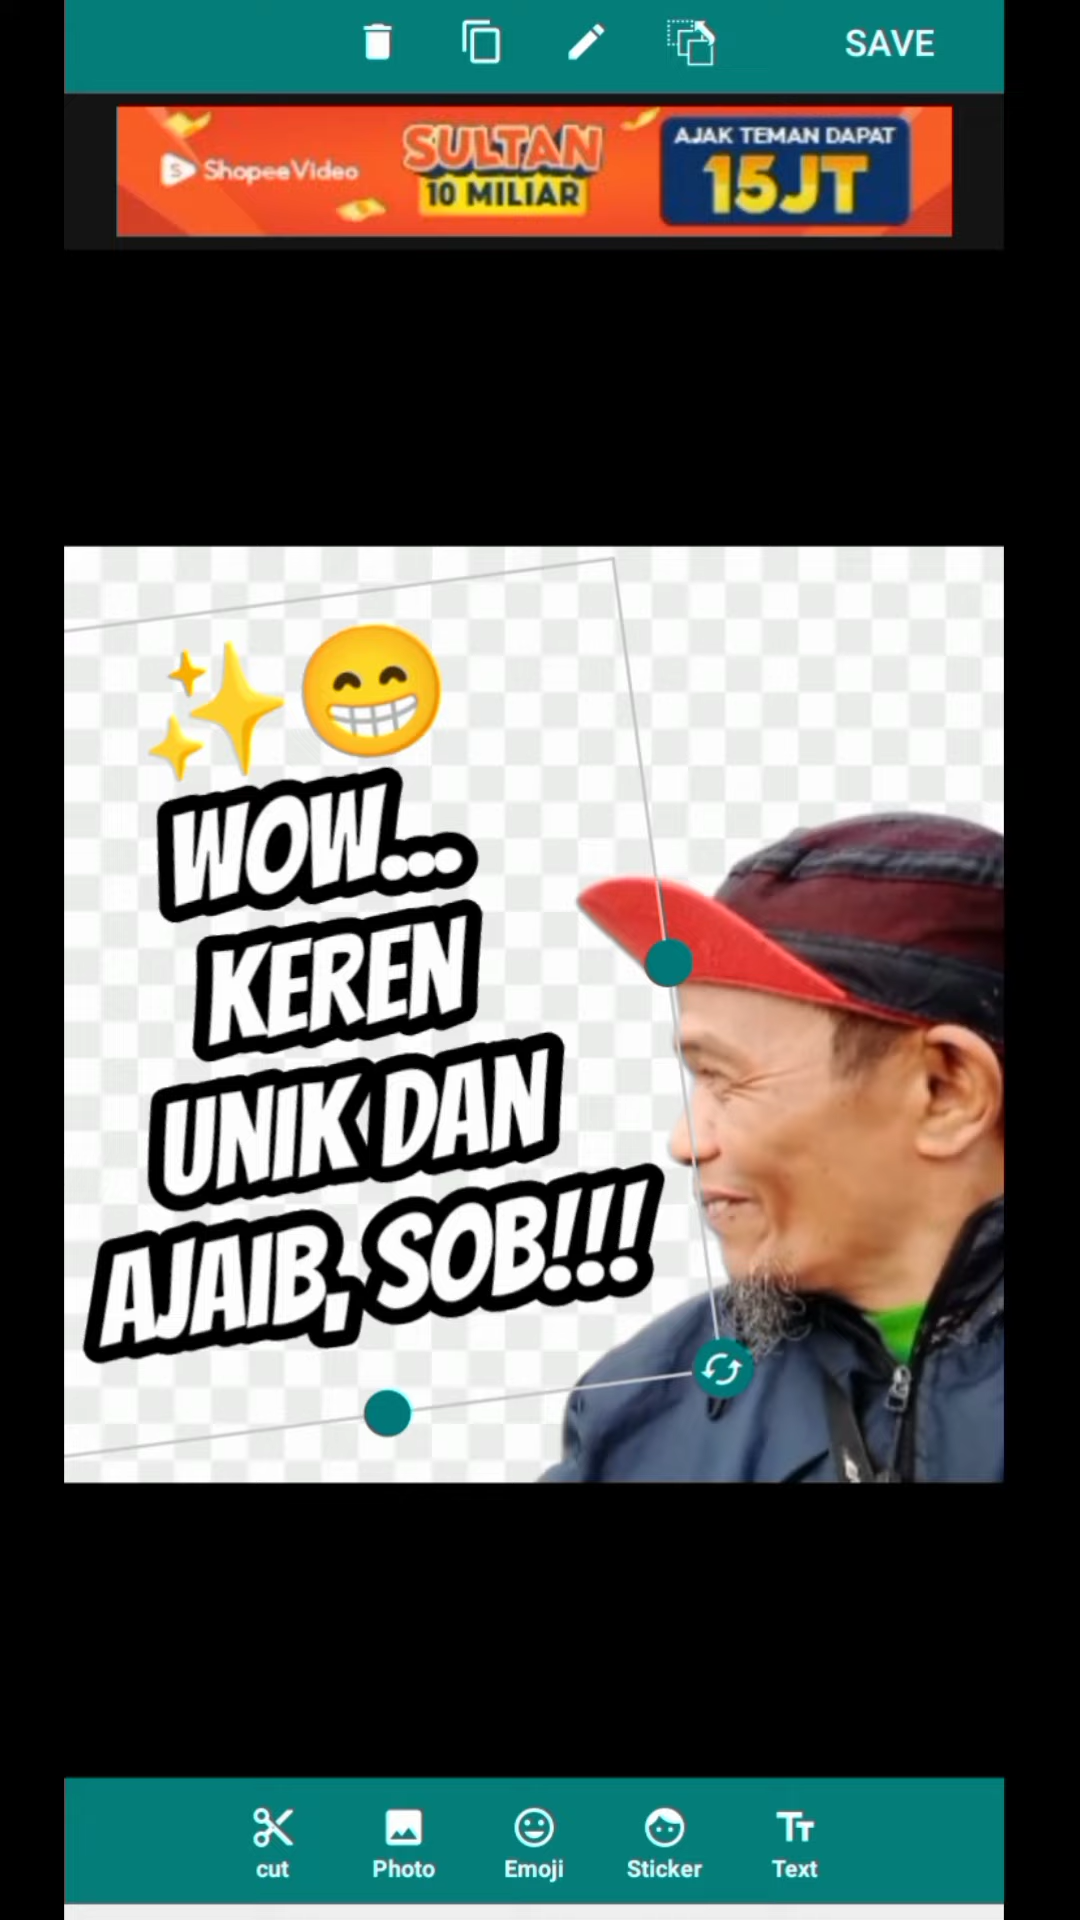 SAVE
ShopeeVideo
SULTAN
10 MILIAR
AJAK TEMAN DAPAT
15JT
WOW...
KEREN
UNIK DAN
AJAIB, SOB!!!
cut
Photo
Emoji
Sticker
Text